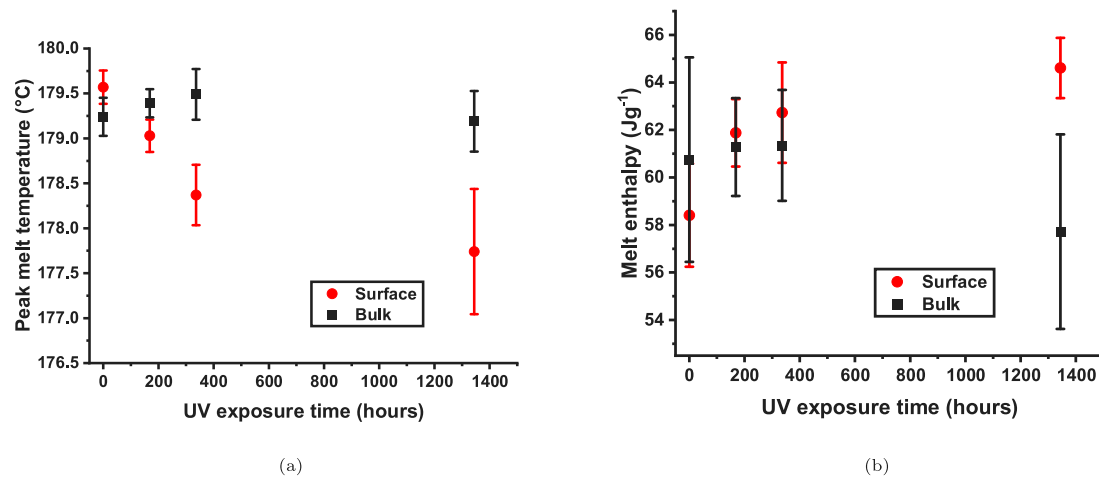 180.0
179.5
179.0
178.5
178.0
177.5
177.0
176.5
Peak melt temperature (°C)
Surface
Bulk
0 200 400 600 800 1000 1200 1400
UV exposure time (hours)
(a)
66
64
62
60
58
56
54
Melt enthalpy (Jg-1)
Surface
Bulk
0 200 400 600 800 1000 1200 1400
UV exposure time (hours)
(b)